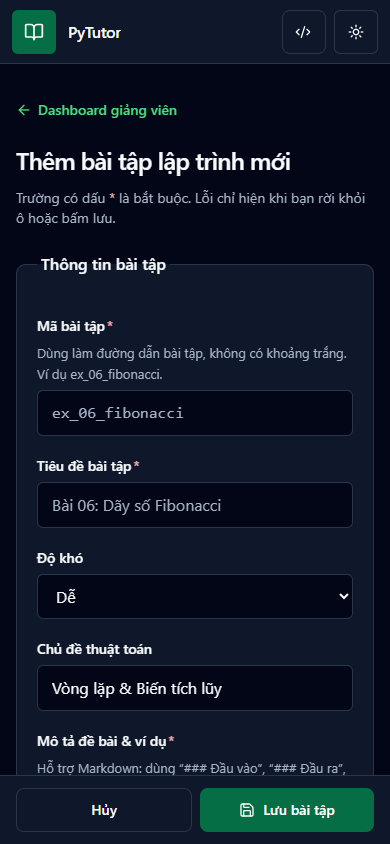 PyTutor
Dashboard giảng viên
Thêm bài tập lập trình mới
Trường có dấu * là bắt buộc. Lỗi chỉ hiện khi bạn rời khỏi
ô hoặc bấm lưu.
Thông tin bài tập
Mã bài tập*
Dùng làm đường dẫn bài tập, không có khoảng trắng.
Ví dụ ex_06_fibonacci.
ex_06_fibonacci
Tiêu đề bài tập*
Bài 06: Dãy số Fibonacci
Độ khó
Dễ
Chủ đề thuật toán
Vòng lặp & Biến tích lũy
Mô tả đề bài & ví dụ*
Hỗ trợ Markdown: dùng "### Đầu vào", "### Đầu ra",
Hủy
Lưu bài tập